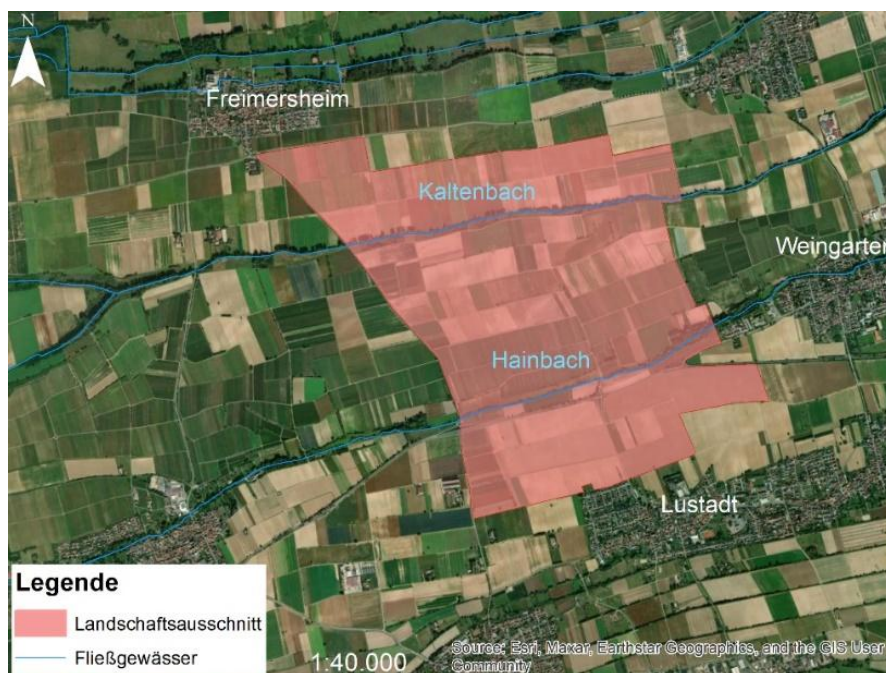 N
Freimersheim
Kaltenbach
Weingarten
Hainbach
Lustadt
Legende
Landschaftsausschnitt
Fließgewässer
1:40.000
Source: Esri, Maxar, Earthstar Geographics, and the GIS User
Community